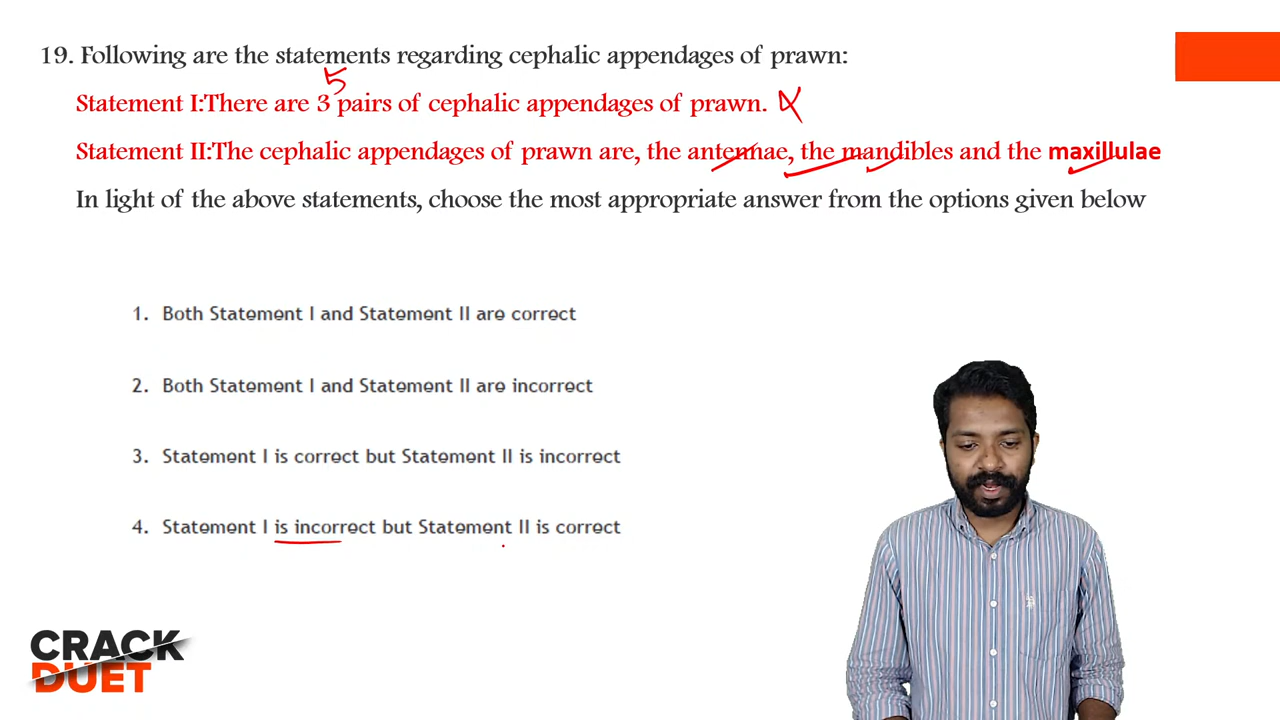 19. Following are the statements regarding cephalic appendages of prawn:
5
Statement I:There are 3 pairs of cephalic appendages of prawn.
Statement II:The cephalic appendages of prawn are, the antennae, the mandibles and the maxillulae
In light of the above statements, choose the most appropriate answer from the options given below
1. Both Statement I and Statement II are correct
2. Both Statement I and Statement II are incorrect
3. Statement I is correct but Statement II is incorrect
4. Statement I is incorrect but Statement II is correct
CRACK
DUET